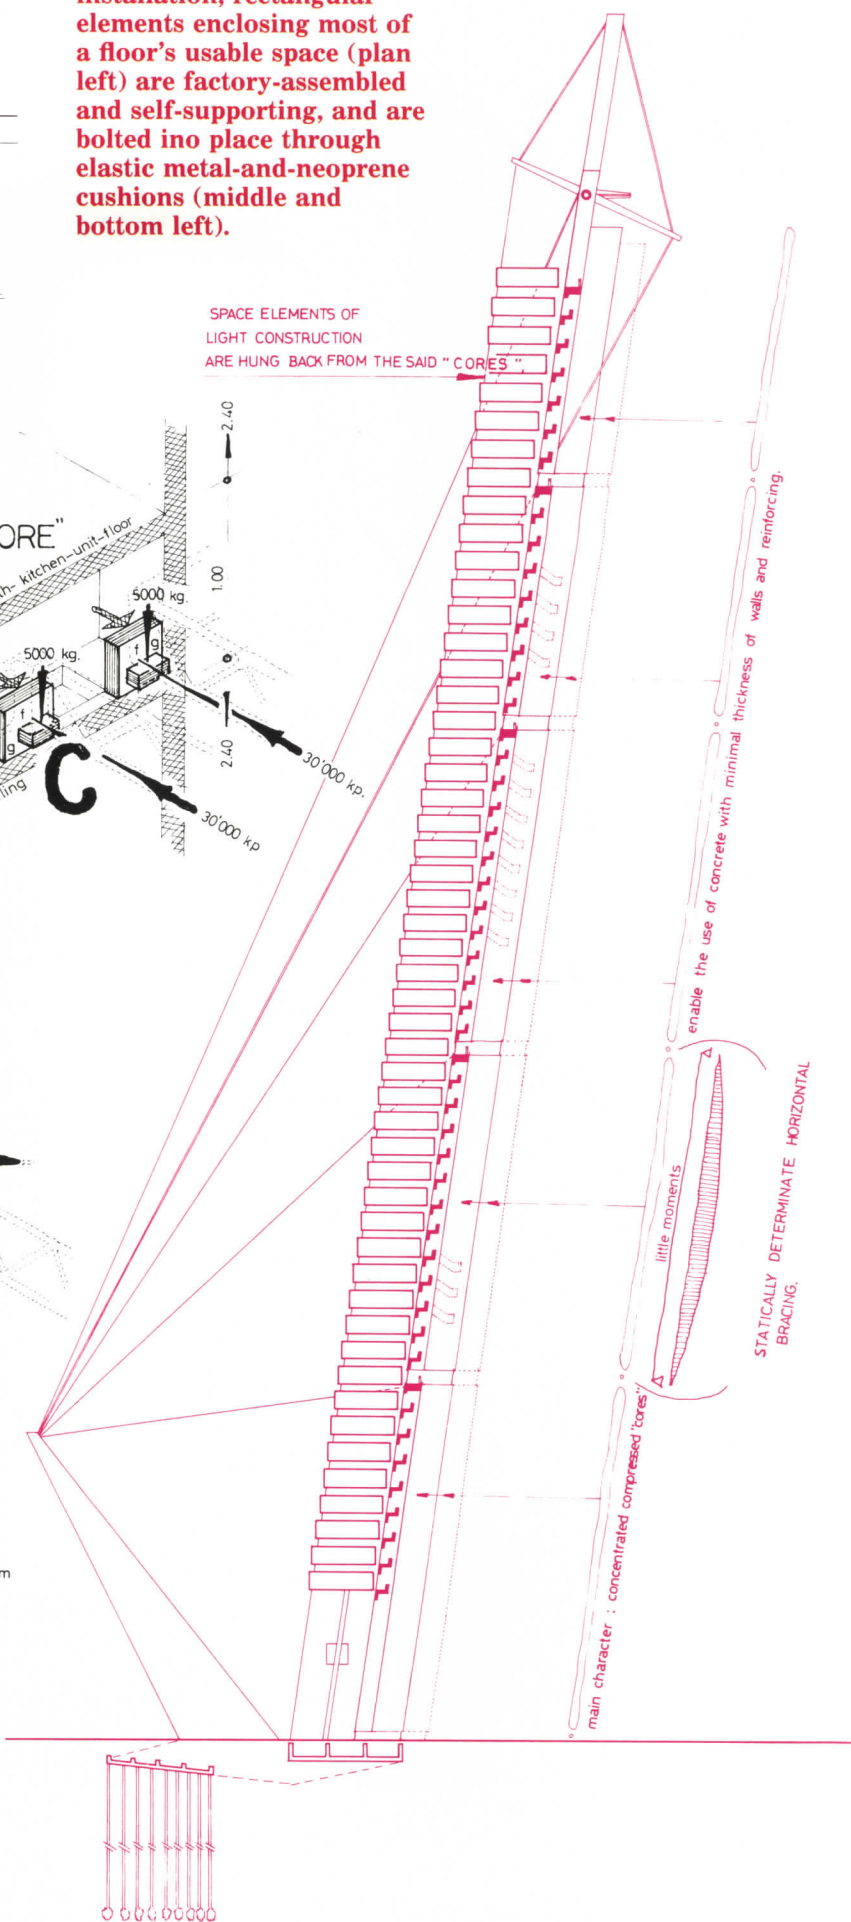 installation, rectangular
elements enclosing most of
a floor's usable space (plan
left) are factory-assembled
and self-supporting, and are
bolted ino place through
elastic metal-and-neoprene
cushions (middle and
bottom left).
SPACE ELEMENTS OF
LIGHT CONSTRUCTION
ARE HUNG BACK FROM THE SAID "CORES"
2.40
ORE"
th- kitchen-unit-floor
1.00
5000 kg.
f
g
5000 kg.
f
g
2.40
30'000 kp.
C
ling
30'000 kp
main character : concentrated compressed "cores"
enable the use of concrete with minimal thickness of walls and reinforcing.
little moments
STATICALLY DETERMINATE HORIZONTAL
BRACING.
m